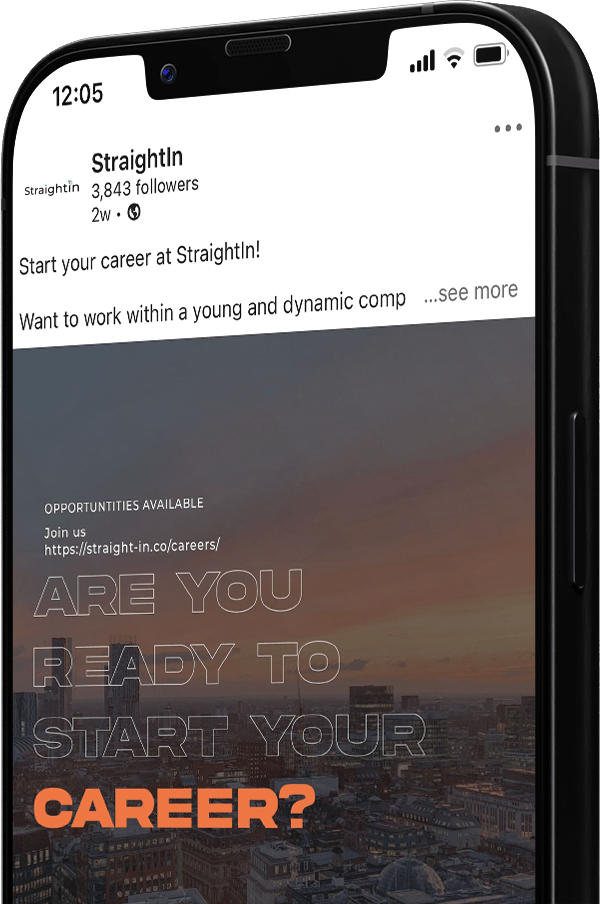 12:05
StraightIn
StraightIn
3,843 followers
2w •
Start your career at StraightIn!
Want to work within a young and dynamic comp ...see more
OPPORTUNTITIES AVAILABLE
Join us
https://straight-in.co/careers/
ARE YOU
READY TO
START YOUR
CAREER?